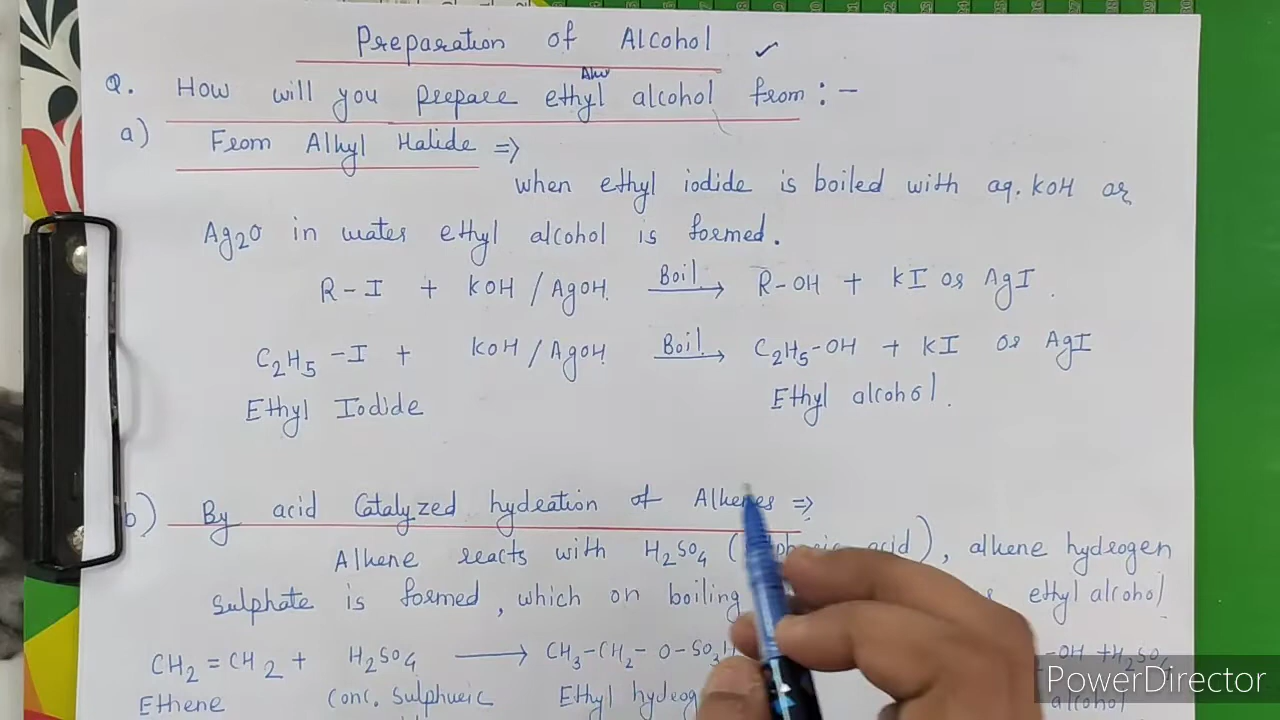 Preparation of Alcohol ✓
Q. How will you prepare ethyl alcohol from : -
a) From Alkyl Halide ⇒
when ethyl iodide is boiled with aq. KOH or
Ag2O in water ethyl alcohol is formed.
R-I + KOH / AgOH Boil → R-OH + KI or AgI.
C2H5-I + KOH / AgOH Boil → C2H5-OH + KI or AgI
Ethyl Iodide Ethyl alcohol.
b) By acid Catalyzed hydration of Alkenes ⇒
Alkene reacts with H2SO4 ( acid), alkene hydrogen
Sulphate is formed, which on boiling ethyl alcohol
CH2=CH2 + H2SO4 → CH3-CH2-O-SO3H -OH + H2SO4
Ethene Conc. Sulphuric Ethyl alcohol
PowerDirector